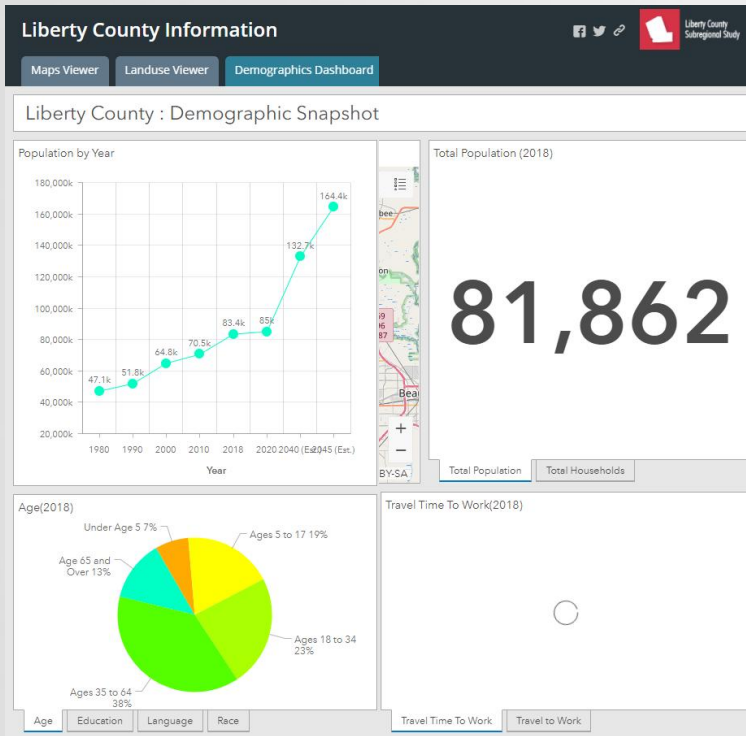 Liberty County Information
Liberty County
Subregional Study
Maps Viewer
Landuse Viewer
Demographics Dashboard
Liberty County : Demographic Snapshot
Population by Year
180,000k
160,000k
140,000k
120,000k
100,000k
80,000k
60,000k
40,000k
20,000k
47.1k
51.8k
64.8k
70.5k
83.4k
85k
132.7k
164.4k
1980
1990
2000
2010
2018
2020
2040 (Est.)
2045 (Est.)
Year
bee
on
Beau
+
−
BY-SA
Total Population (2018)
81,862
Total Population
Total Households
Age(2018)
Under Age 5 7%
Ages 5 to 17 19%
Age 65 and
Over 13%
Ages 18 to 34
23%
Ages 35 to 64
38%
Age
Education
Language
Race
Travel Time To Work(2018)
Travel Time To Work
Travel to Work